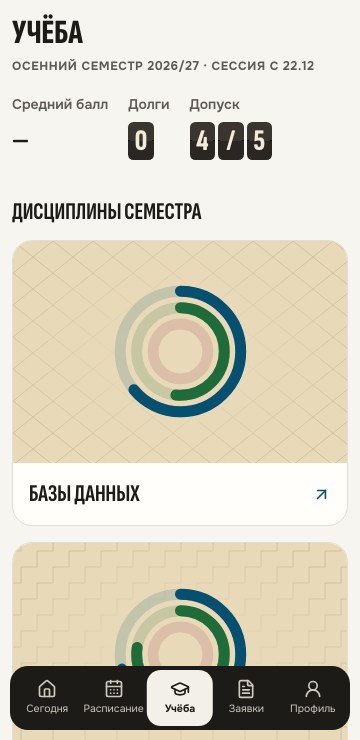 УЧЁБА
ОСЕННИЙ СЕМЕСТР 2026/27 · СЕССИЯ С 22.12
Средний балл Долги Допуск
— 0 4/5
ДИСЦИПЛИНЫ СЕМЕСТРА
БАЗЫ ДАННЫХ
Сегодня Расписание Учёба Заявки Профиль